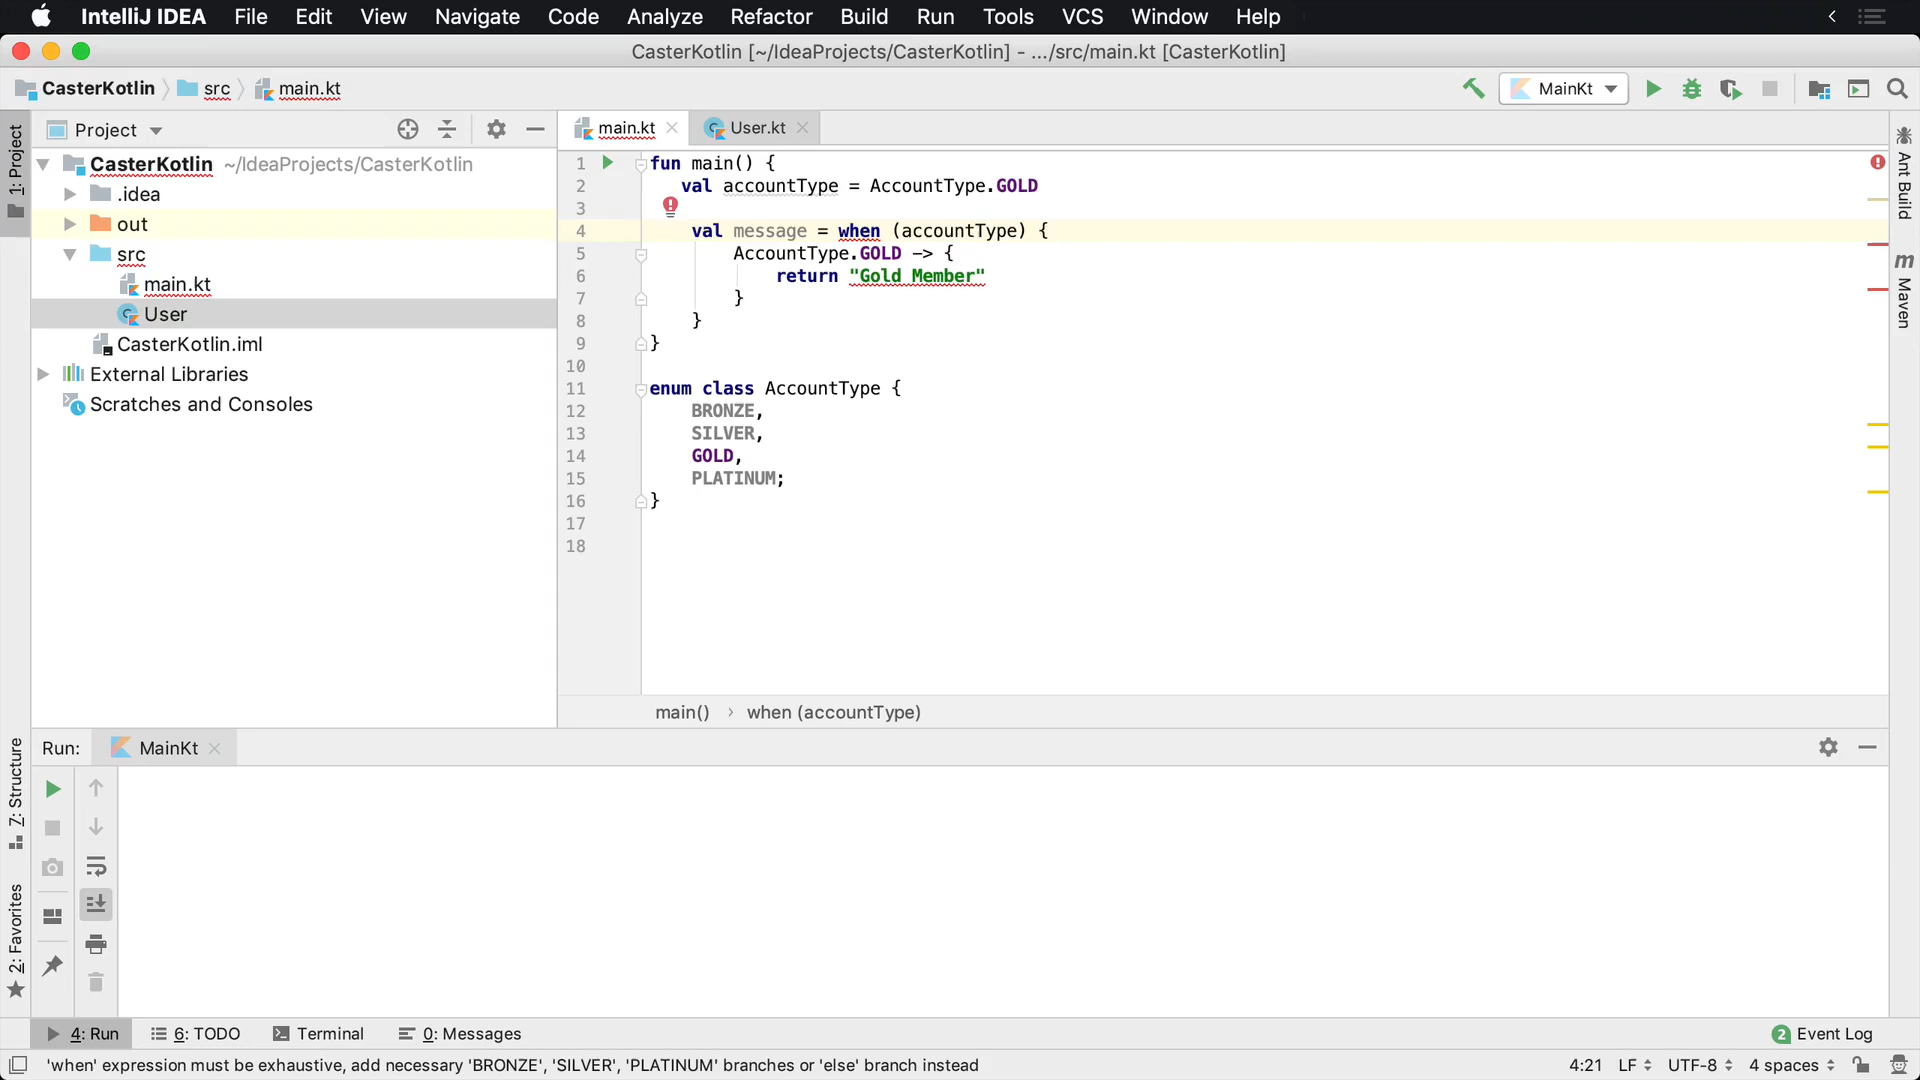 IntelliJ IDEA File Edit View Navigate Code Analyze Refactor Build Run Tools VCS Window Help
CasterKotlin [~/IdeaProjects/CasterKotlin] - .../src/main.kt [CasterKotlin]
CasterKotlin src main.kt MainKt
1: Project
Project
CasterKotlin ~/IdeaProjects/CasterKotlin
.idea
out
src
main.kt
User
CasterKotlin.iml
External Libraries
Scratches and Consoles
main.kt User.kt
1 fun main() {
2 val accountType = AccountType.GOLD
3
4 val message = when (accountType) {
5 AccountType.GOLD -> {
6 return "Gold Member"
7 }
8 }
9 }
10
11 enum class AccountType {
12 BRONZE,
13 SILVER,
14 GOLD,
15 PLATINUM;
16 }
17
18
main() › when (accountType)
Ant Build
m Maven
Run: MainKt
Z: Structure
2: Favorites
4: Run 6: TODO Terminal 0: Messages 2 Event Log
'when' expression must be exhaustive, add necessary 'BRONZE', 'SILVER', 'PLATINUM' branches or 'else' branch instead 4:21 LF UTF-8 4 spaces